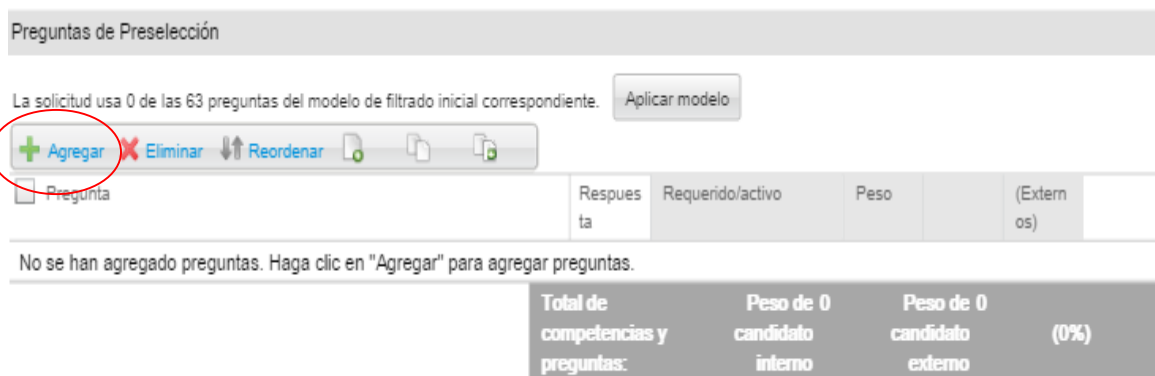 Preguntas de Preselección
La solicitud usa 0 de las 63 preguntas del modelo de filtrado inicial correspondiente. Aplicar modelo
Agregar Eliminar Reordenar
Pregunta Respues Requerido/activo Peso (Extern
ta os)
No se han agregado preguntas. Haga clic en "Agregar" para agregar preguntas.
Total de Peso de 0 Peso de 0
competencias y candidato candidato (0%)
preguntas: interno externo